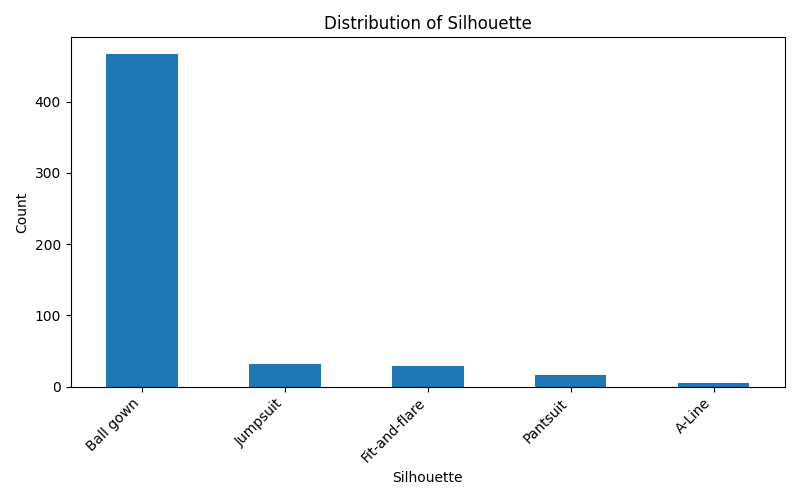 Distribution of Silhouette
Count
400
300
200
100
0
Ball gown
Jumpsuit
Fit-and-flare
Pantsuit
A-Line
Silhouette